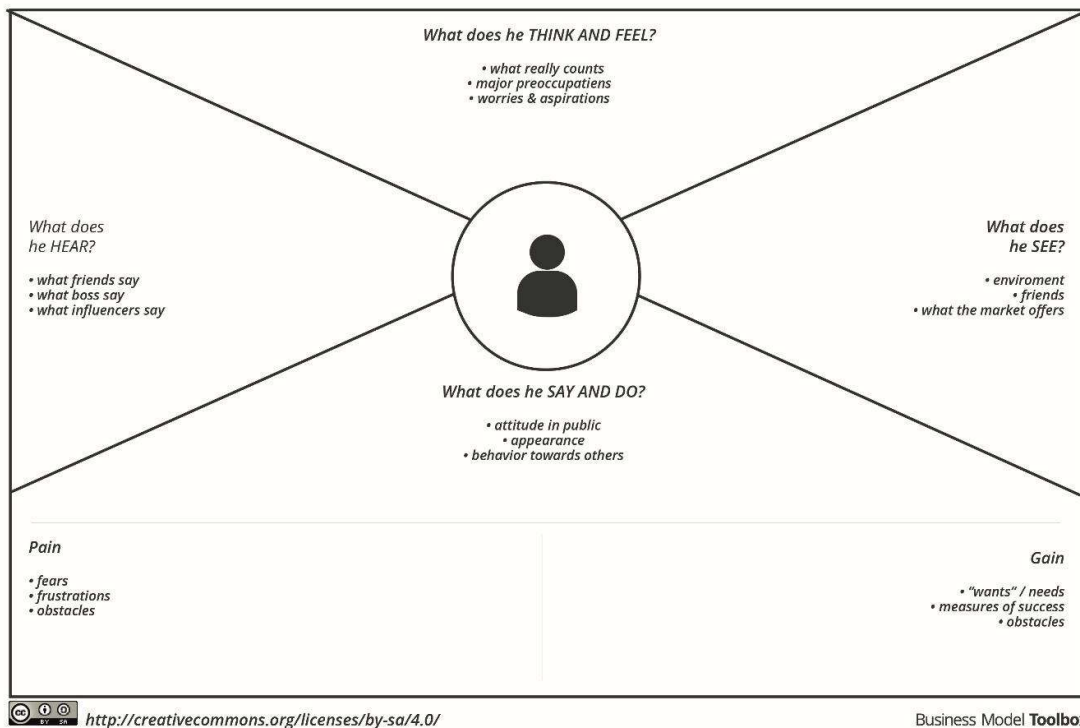 What does he THINK AND FEEL?
• what really counts
• major preoccupatiens
• worries & aspirations
What does
he HEAR?
• what friends say
• what boss say
• what influencers say
What does
he SEE?
• enviroment
• friends
• what the market offers
What does he SAY AND DO?
• attitude in public
• appearance
• behavior towards others
Pain
• fears
• frustrations
• obstacles
Gain
• "wants" / needs
• measures of success
• obstacles
cc BY SA http://creativecommons.org/licenses/by-sa/4.0/
Business Model Toolbo